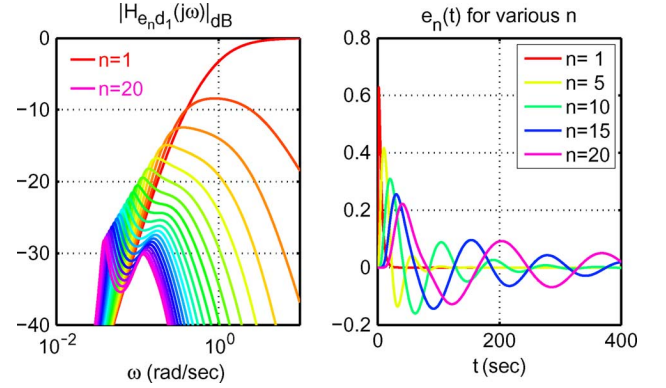 |H_{e_n d_1}(jω)|_{dB}
0
−10
−20
−30
−40
n=1
n=20
10^{−2}
10^{0}
ω (rad/sec)
e_n(t) for various n
0.8
0.6
0.4
0.2
0
−0.2
n= 1
n= 5
n=10
n=15
n=20
0
200
400
t (sec)